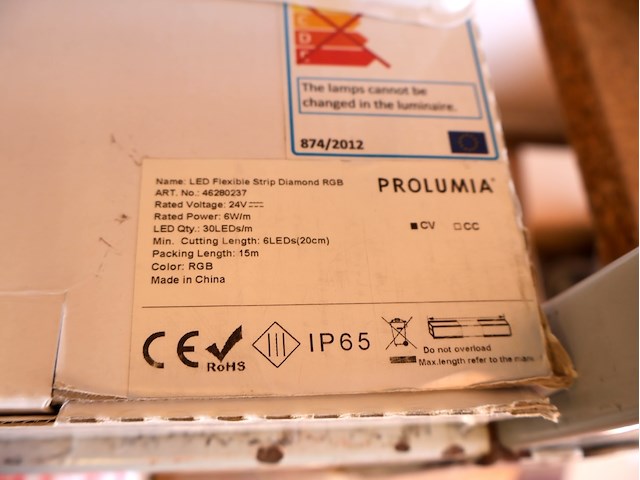 D
The lamps cannot be
changed in the luminaire.
874/2012
Name: LED Flexible Strip Diamond RGB
ART. No.: 46280237
Rated Voltage: 24V
Rated Power: 6W/m
LED Qty.: 30LEDs/m
Min. Cutting Length: 6LEDs(20cm)
Packing Length: 15m
Color: RGB
Made in China
PROLUMIA
CV CC
CE RoHS III IP65
Do not overload.
Max.length refer to the